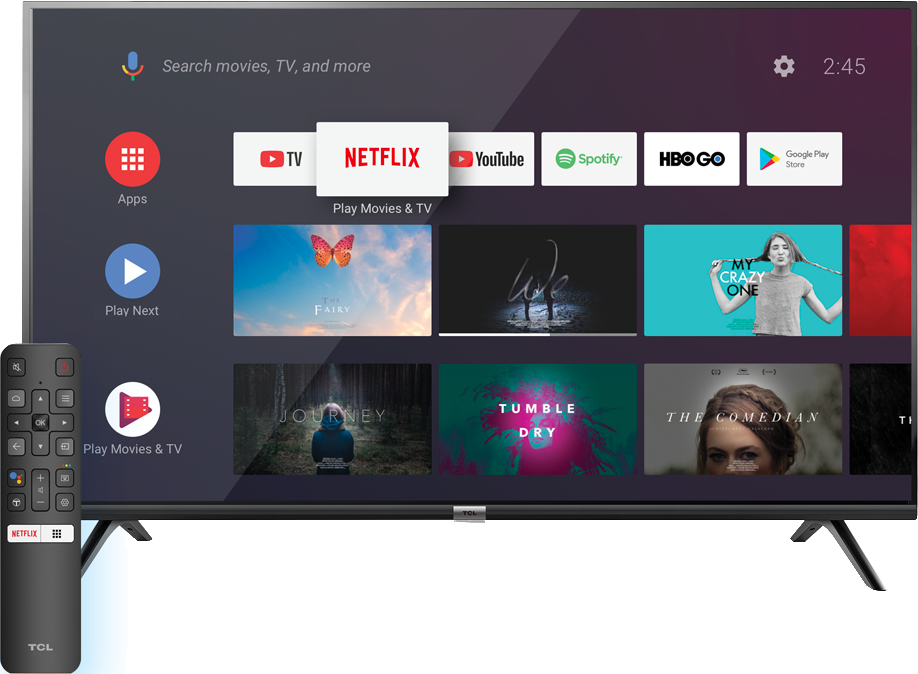 Search movies, TV, and more
2:45
TV
NETFLIX
YouTube
Spotify
HBO GO
Google Play
Store
Apps
Play Movies & TV
THE
FAIRY
We
MY
CRAZY
ONE
Play Next
JOURNEY
TUMBLE
DRY
THE COMEDIAN
Play Movies & TV
TCL
OK
NETFLIX
TCL